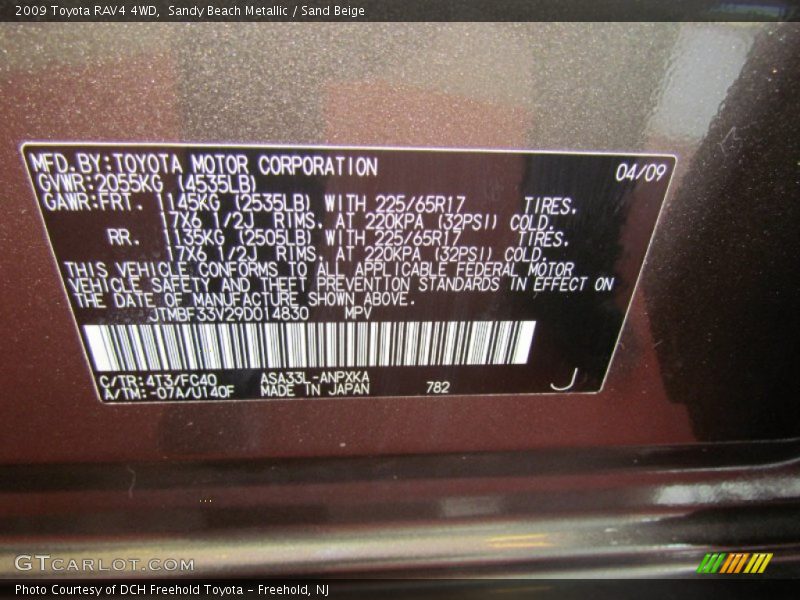 2009 Toyota RAV4 4WD, Sandy Beach Metallic / Sand Beige
MFD.BY:TOYOTA MOTOR CORPORATION 04/09
GVWR:2055KG (4535LB)
GAWR:FRT. 1145KG (2535LB) WITH 225/65R17 TIRES.
17X6 1/2J RIMS. AT 220KPA (32PSI) COLD.
RR. 1135KG (2505LB) WITH 225/65R17 TIRES.
17X6 1/2J RIMS. AT 220KPA (32PSI) COLD.
THIS VEHICLE CONFORMS TO ALL APPLICABLE FEDERAL MOTOR
VEHICLE SAFETY AND THEFT PREVENTION STANDARDS IN EFFECT ON
THE DATE OF MANUFACTURE SHOWN ABOVE.
JTMBF33V29D014830 MPV
C/TR:4T3/FC40 ASA33L-ANPXKA
A/TM:-07A/U140F MADE IN JAPAN 782 J
GTCARLOT.COM
Photo Courtesy of DCH Freehold Toyota - Freehold, NJ